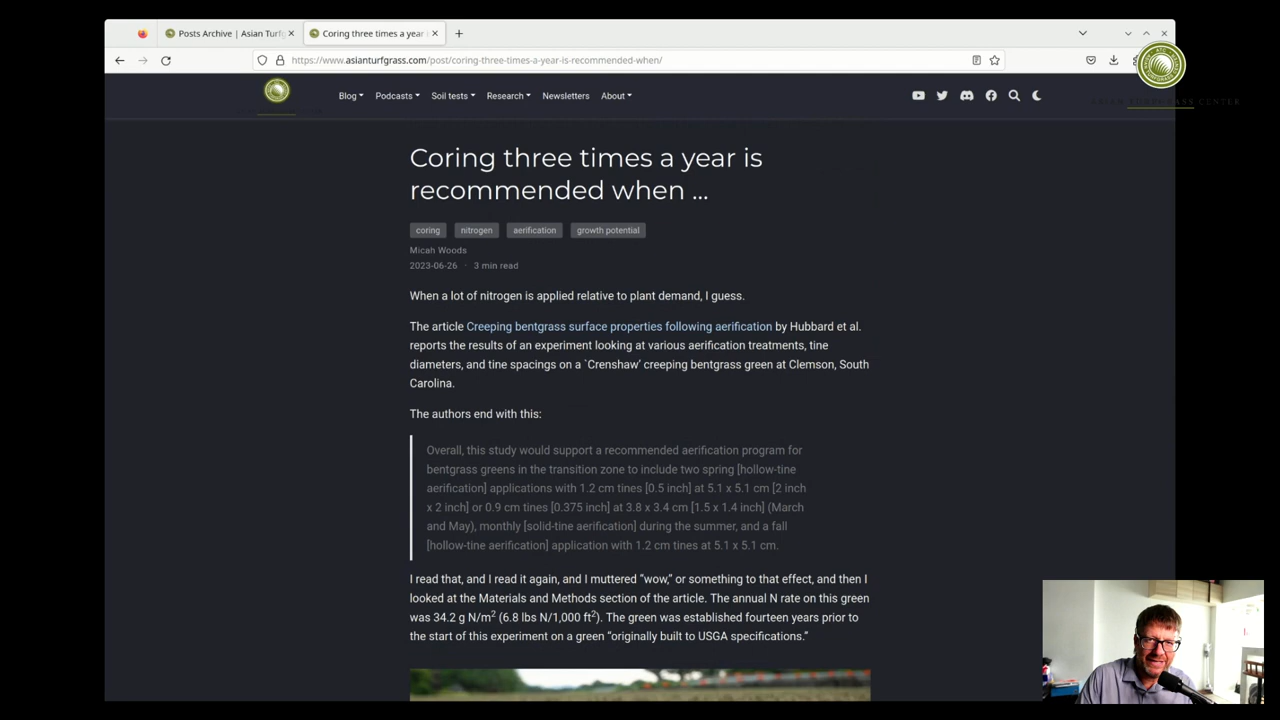 Posts Archive | Asian Turfg
Coring three times a year
https://www.asianturfgrass.com/post/coring-three-times-a-year-is-recommended-when/
Blog
Podcasts
Soil tests
Research
Newsletters
About
CENTER
Coring three times a year is
recommended when ...
coring
nitrogen
aerification
growth potential
Micah Woods
2023-06-26 · 3 min read
When a lot of nitrogen is applied relative to plant demand, I guess.
The article Creeping bentgrass surface properties following aerification by Hubbard et al.
reports the results of an experiment looking at various aerification treatments, tine
diameters, and tine spacings on a `Crenshaw' creeping bentgrass green at Clemson, South
Carolina.
The authors end with this:
Overall, this study would support a recommended aerification program for
bentgrass greens in the transition zone to include two spring [hollow-tine
aerification] applications with 1.2 cm tines [0.5 inch] at 5.1 x 5.1 cm [2 inch
x 2 inch] or 0.9 cm tines [0.375 inch] at 3.8 x 3.4 cm [1.5 x 1.4 inch] (March
and May), monthly [solid-tine aerification] during the summer, and a fall
[hollow-tine aerification] application with 1.2 cm tines at 5.1 x 5.1 cm.
I read that, and I read it again, and I muttered “wow,” or something to that effect, and then I
looked at the Materials and Methods section of the article. The annual N rate on this green
was 34.2 g N/m² (6.8 lbs N/1,000 ft²). The green was established fourteen years prior to
the start of this experiment on a green “originally built to USGA specifications.”